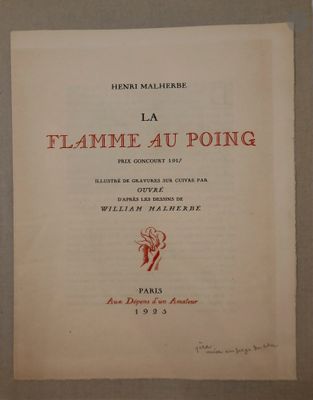 HENRI MALHERBE
LA
FLAMME AU POING
PRIX GONCOURT 1917
ILLUSTRÉ DE GRAVURES SUR CUIVRE PAR
OUVRÉ
D'APRÈS LES DESSINS DE
WILLIAM MALHERBE
PARIS
Aux Dépens d'un Amateur
1923